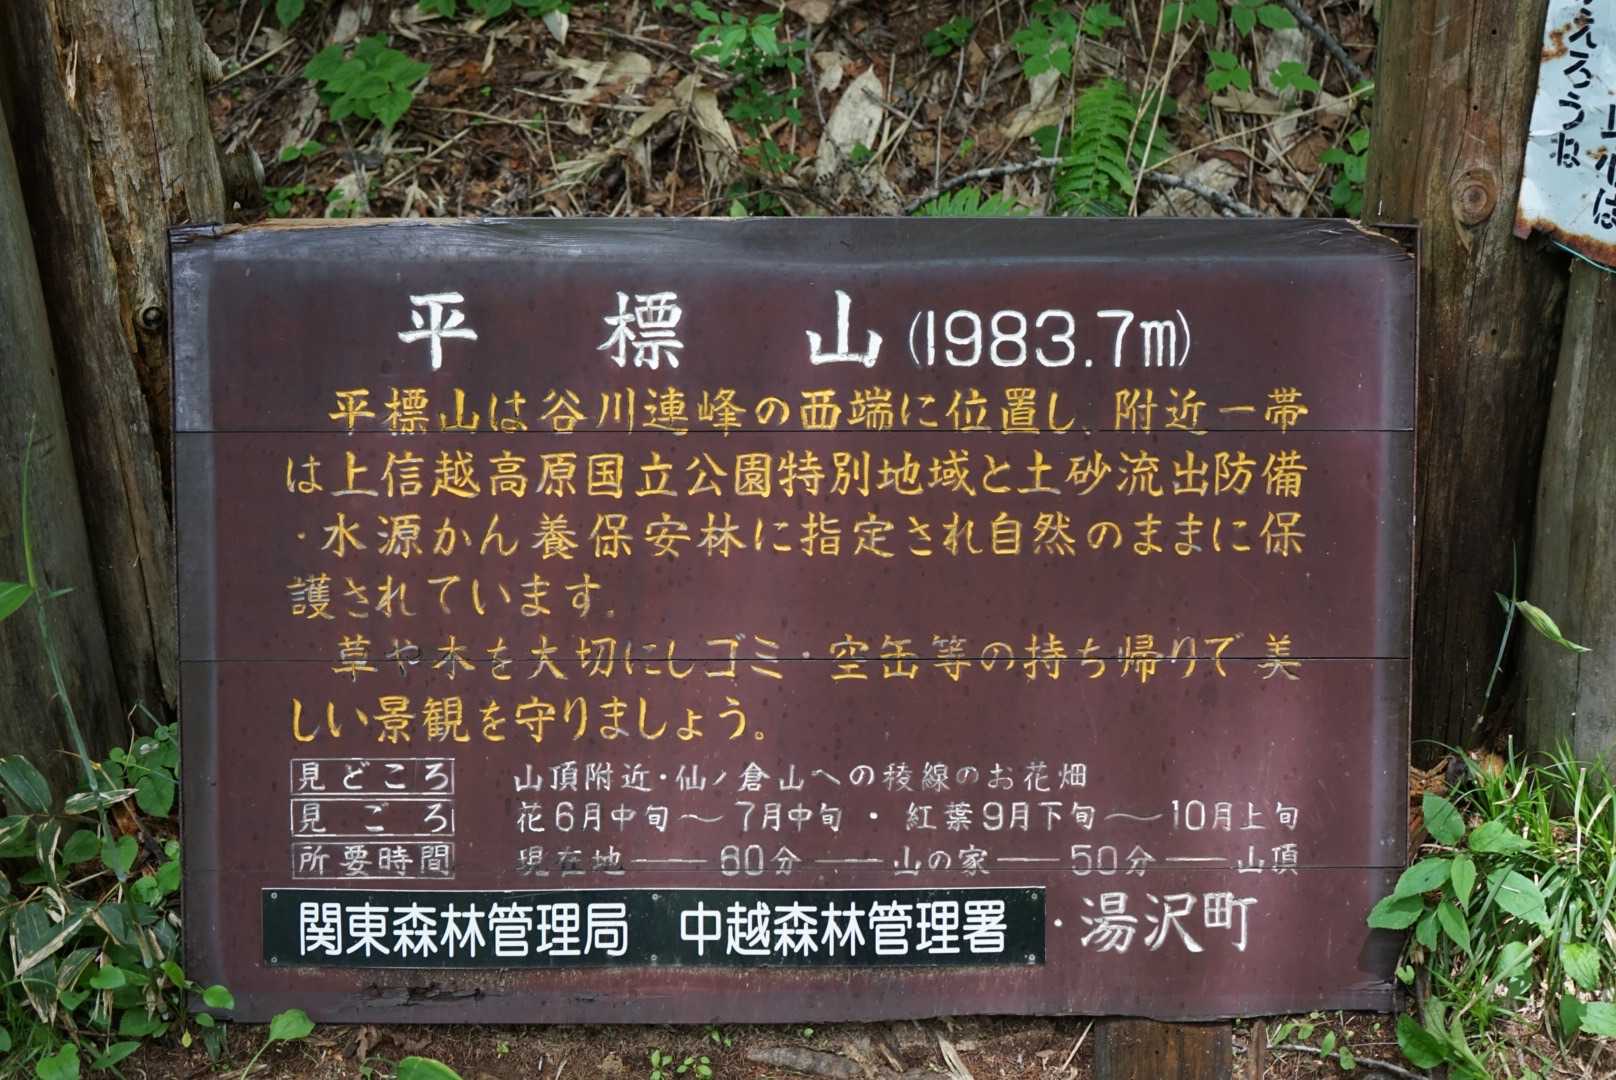 平標山(1983.7m)
平標山は谷川連峰の西端に位置し、附近一帯
は上信越高原国立公園特別地域と土砂流出防備
・水源かん養保安林に指定され自然のままに保
護されています。
草や木を大切にしゴミ・空缶等の持ち帰りで美
しい景観を守りましょう。
見どころ 山頂附近・仙ノ倉山への稜線のお花畑
見ごろ 花6月中旬〜7月中旬・紅葉9月下旬〜10月上旬
所要時間 現在地――60分――山の家――50分――山頂
関東森林管理局 中越森林管理署・湯沢町